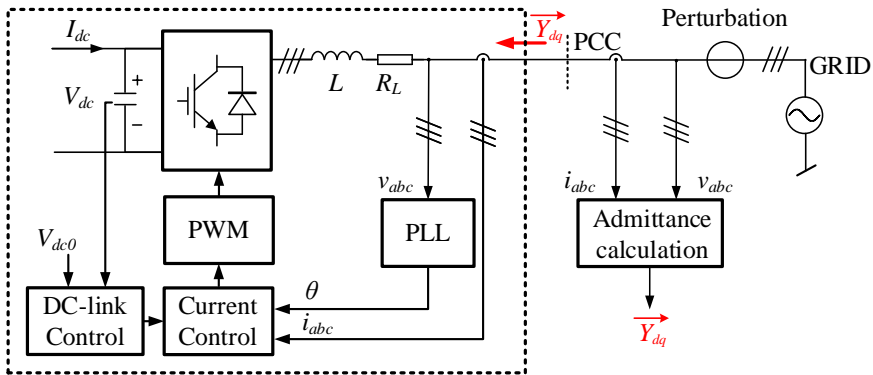 I_dc
V_dc
+
−
L
R_L
Y_dq
PCC
Perturbation
GRID
v_abc
i_abc
v_abc
PWM
PLL
Admittance
calculation
V_dc0
DC-link
Control
Current
Control
θ
i_abc
Y_dq